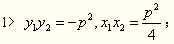 1> y₁y₂ = −p², x₁x₂ = p²/4 ;